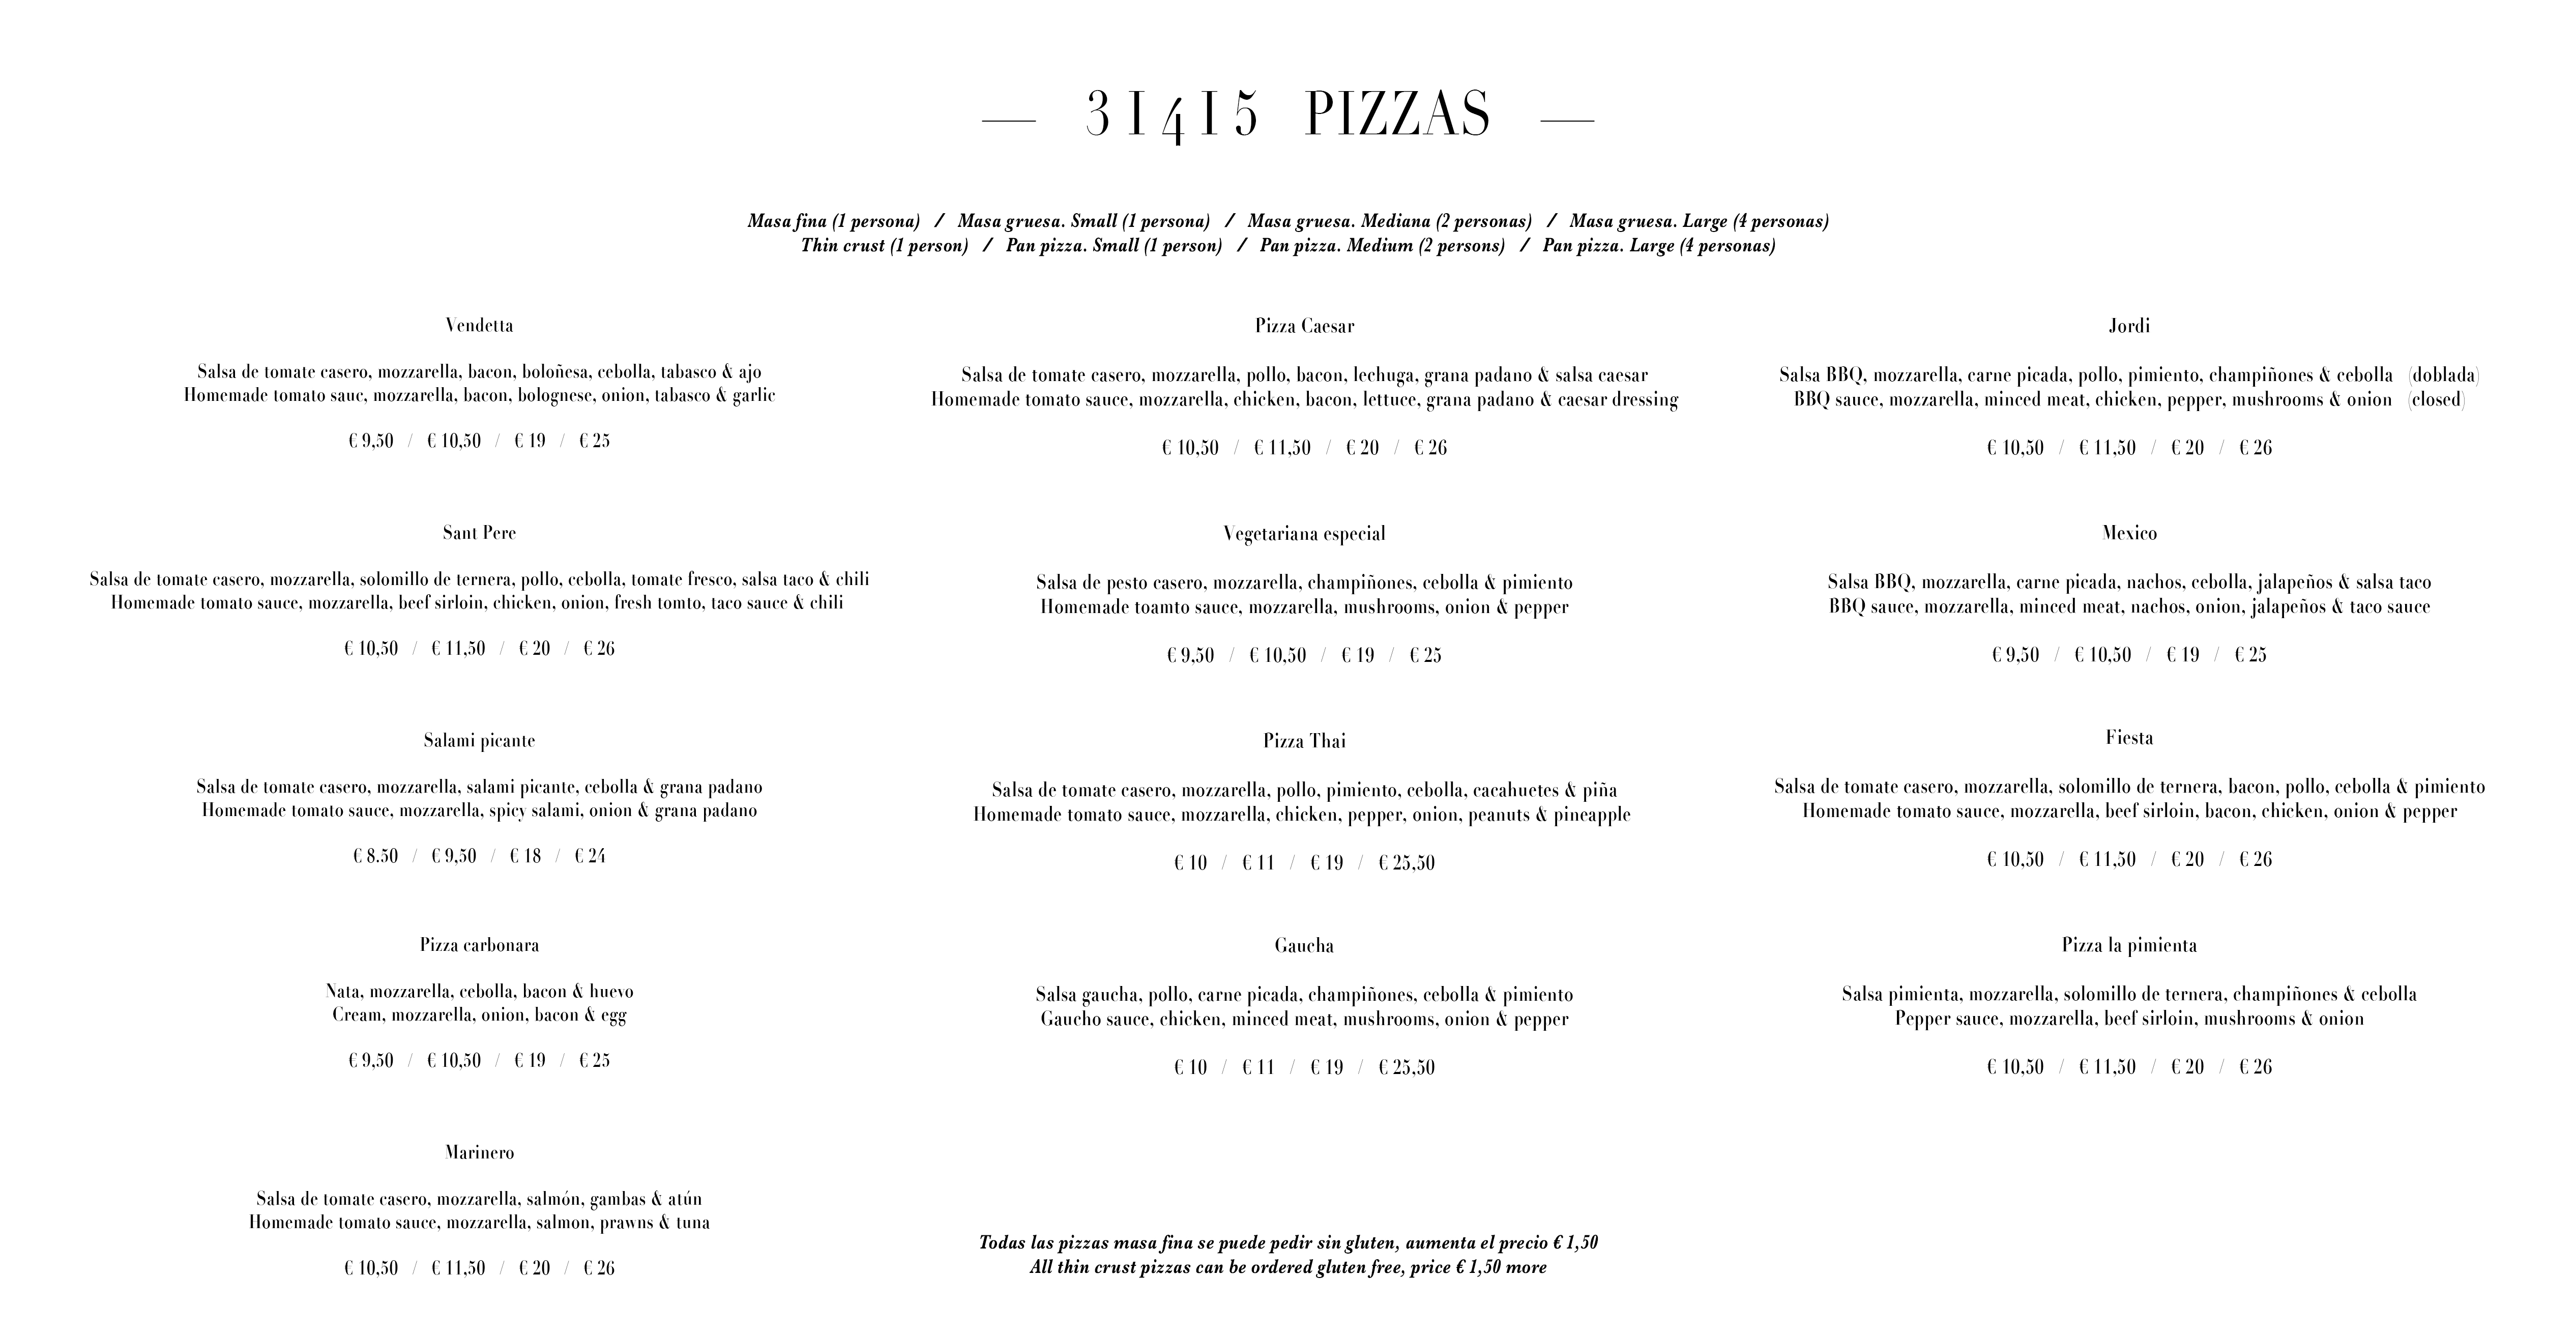 31415 PIZZAS
Masa fina (1 persona) / Masa gruesa. Small (1 persona) / Masa gruesa. Mediana (2 personas) / Masa gruesa. Large (4 personas)
Thin crust (1 person) / Pan pizza. Small (1 person) / Pan pizza. Medium (2 persons) / Pan pizza. Large (4 personas)
Vendetta
Salsa de tomate casero, mozzarella, bacon, boloñesa, cebolla, tabasco & ajo
Homemade tomato sauc, mozzarella, bacon, bolognese, onion, tabasco & garlic
€ 9,50 / € 10,50 / € 19 / € 25
Sant Pere
Salsa de tomate casero, mozzarella, solomillo de ternera, pollo, cebolla, tomate fresco, salsa taco & chili
Homemade tomato sauce, mozzarella, beef sirloin, chicken, onion, fresh tomto, taco sauce & chili
€ 10,50 / € 11,50 / € 20 / € 26
Salami picante
Salsa de tomate casero, mozzarella, salami picante, cebolla & grana padano
Homemade tomato sauce, mozzarella, spicy salami, onion & grana padano
€ 8.50 / € 9,50 / € 18 / € 24
Pizza carbonara
Nata, mozzarella, cebolla, bacon & huevo
Cream, mozzarella, onion, bacon & egg
€ 9,50 / € 10,50 / € 19 / € 25
Marinero
Salsa de tomate casero, mozzarella, salmón, gambas & atún
Homemade tomato sauce, mozzarella, salmon, prawns & tuna
€ 10,50 / € 11,50 / € 20 / € 26
Pizza Caesar
Salsa de tomate casero, mozzarella, pollo, bacon, lechuga, grana padano & salsa caesar
Homemade tomato sauce, mozzarella, chicken, bacon, lettuce, grana padano & caesar dressing
€ 10,50 / € 11,50 / € 20 / € 26
Vegetariana especial
Salsa de pesto casero, mozzarella, champiñones, cebolla & pimiento
Homemade toamto sauce, mozzarella, mushrooms, onion & pepper
€ 9,50 / € 10,50 / € 19 / € 25
Pizza Thai
Salsa de tomate casero, mozzarella, pollo, pimiento, cebolla, cacahuetes & piña
Homemade tomato sauce, mozzarella, chicken, pepper, onion, peanuts & pineapple
€ 10 / € 11 / € 19 / € 25,50
Gaucha
Salsa gaucha, pollo, carne picada, champiñones, cebolla & pimiento
Gaucho sauce, chicken, minced meat, mushrooms, onion & pepper
€ 10 / € 11 / € 19 / € 25,50
Jordi
Salsa BBQ, mozzarella, carne picada, pollo, pimiento, champiñones & cebolla (doblada)
BBQ sauce, mozzarella, minced meat, chicken, pepper, mushrooms & onion (closed)
€ 10,50 / € 11,50 / € 20 / € 26
Mexico
Salsa BBQ, mozzarella, carne picada, nachos, cebolla, jalapeños & salsa taco
BBQ sauce, mozzarella, minced meat, nachos, onion, jalapeños & taco sauce
€ 9,50 / € 10,50 / € 19 / € 25
Fiesta
Salsa de tomate casero, mozzarella, solomillo de ternera, bacon, pollo, cebolla & pimiento
Homemade tomato sauce, mozzarella, beef sirloin, bacon, chicken, onion & pepper
€ 10,50 / € 11,50 / € 20 / € 26
Pizza la pimienta
Salsa pimienta, mozzarella, solomillo de ternera, champiñones & cebolla
Pepper sauce, mozzarella, beef sirloin, mushrooms & onion
€ 10,50 / € 11,50 / € 20 / € 26
Todas las pizzas masa fina se puede pedir sin gluten, aumenta el precio € 1,50
All thin crust pizzas can be ordered gluten free, price € 1,50 more